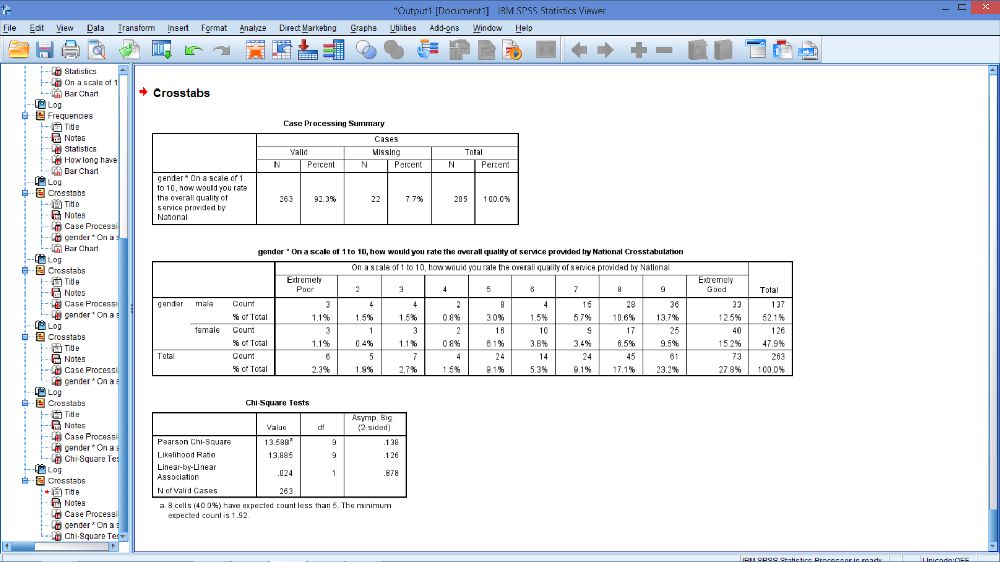 *Output1 [Document1] - IBM SPSS Statistics Viewer
File Edit View Data Transform Insert Format Analyze Direct Marketing Graphs Utilities Add-ons Window Help
Statistics
On a scale of 1
Bar Chart
Log
Frequencies
Title
Notes
Statistics
How long have
Bar Chart
Log
Crosstabs
Title
Notes
Case Processi
gender * On a s
Bar Chart
Log
Crosstabs
Title
Notes
Case Processi
gender * On a s
Log
Crosstabs
Title
Notes
Case Processi
gender * On a s
Log
Crosstabs
Title
Notes
Case Processi
gender * On a s
Chi-Square Tes
Log
Crosstabs
Title
Notes
Case Processi
gender * On a s
Chi-Square Tes
Crosstabs
Case Processing Summary
Cases
Valid Missing Total
N Percent N Percent N Percent
gender * On a scale of 1
to 10, how would you rate
the overall quality of
service provided by
National
263 92.3% 22 7.7% 285 100.0%
gender * On a scale of 1 to 10, how would you rate the overall quality of service provided by National Crosstabulation
On a scale of 1 to 10, how would you rate the overall quality of service provided by National
Extremely
Poor 2 3 4 5 6 7 8 9 Extremely
Good Total
gender male Count 3 4 4 2 8 4 15 28 36 33 137
% of Total 1.1% 1.5% 1.5% 0.8% 3.0% 1.5% 5.7% 10.6% 13.7% 12.5% 52.1%
female Count 3 1 3 2 16 10 9 17 25 40 126
% of Total 1.1% 0.4% 1.1% 0.8% 6.1% 3.8% 3.4% 6.5% 9.5% 15.2% 47.9%
Total Count 6 5 7 4 24 14 24 45 61 73 263
% of Total 2.3% 1.9% 2.7% 1.5% 9.1% 5.3% 9.1% 17.1% 23.2% 27.8% 100.0%
Chi-Square Tests
Value df Asymp. Sig.
(2-sided)
Pearson Chi-Square 13.588a 9 .138
Likelihood Ratio 13.885 9 .126
Linear-by-Linear
Association .024 1 .878
N of Valid Cases 263
a. 8 cells (40.0%) have expected count less than 5. The minimum
expected count is 1.92.
IBM SPSS Statistics Processor is ready Unicode:OFF